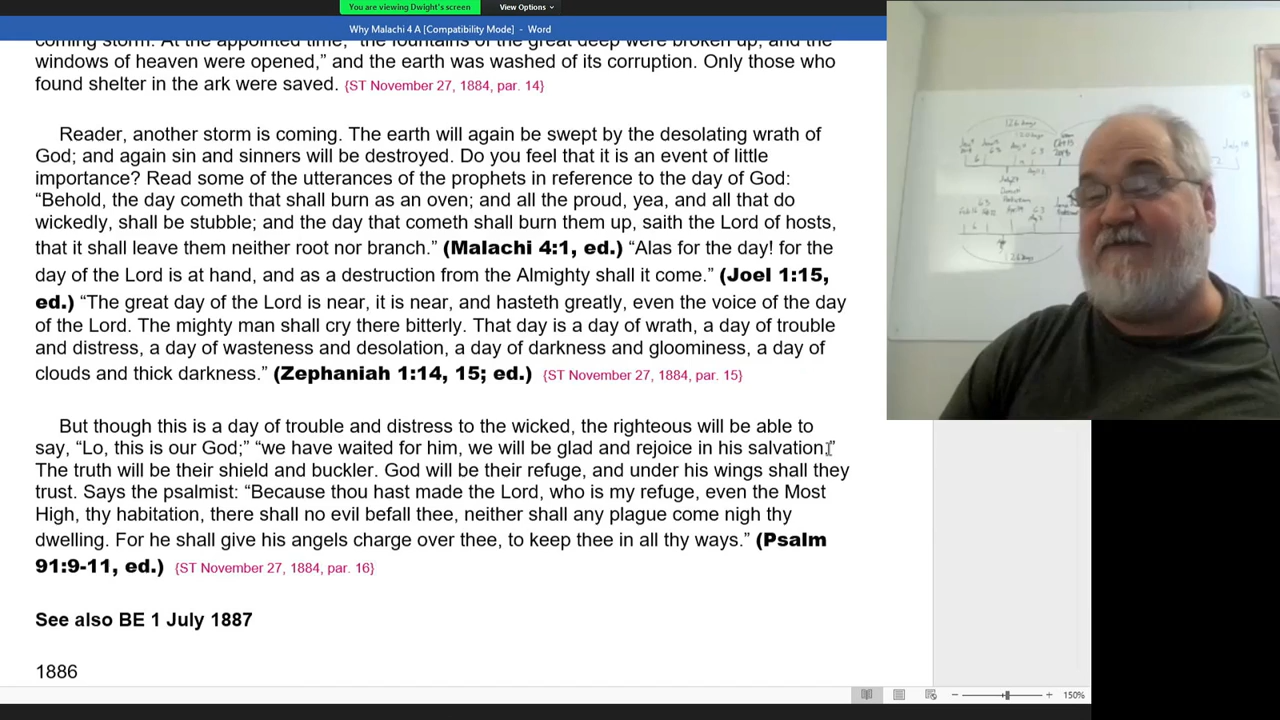 You are viewing Dwight's screen
View Options
Why Malachi 4 A [Compatibility Mode] - Word
coming storm. At the appointed time, “the fountains of the great deep were broken up, and the
windows of heaven were opened,” and the earth was washed of its corruption. Only those who
found shelter in the ark were saved. {ST November 27, 1884, par. 14}
Reader, another storm is coming. The earth will again be swept by the desolating wrath of
God; and again sin and sinners will be destroyed. Do you feel that it is an event of little
importance? Read some of the utterances of the prophets in reference to the day of God:
“Behold, the day cometh that shall burn as an oven; and all the proud, yea, and all that do
wickedly, shall be stubble; and the day that cometh shall burn them up, saith the Lord of hosts,
that it shall leave them neither root nor branch.” (Malachi 4:1, ed.) “Alas for the day! for the
day of the Lord is at hand, and as a destruction from the Almighty shall it come.” (Joel 1:15,
ed.) “The great day of the Lord is near, it is near, and hasteth greatly, even the voice of the day
of the Lord. The mighty man shall cry there bitterly. That day is a day of wrath, a day of trouble
and distress, a day of wasteness and desolation, a day of darkness and gloominess, a day of
clouds and thick darkness.” (Zephaniah 1:14, 15; ed.) {ST November 27, 1884, par. 15}
But though this is a day of trouble and distress to the wicked, the righteous will be able to
say, “Lo, this is our God;” “we have waited for him, we will be glad and rejoice in his salvation.”
The truth will be their shield and buckler. God will be their refuge, and under his wings shall they
trust. Says the psalmist: “Because thou hast made the Lord, who is my refuge, even the Most
High, thy habitation, there shall no evil befall thee, neither shall any plague come nigh thy
dwelling. For he shall give his angels charge over thee, to keep thee in all thy ways.” (Psalm
91:9-11, ed.) {ST November 27, 1884, par. 16}
See also BE 1 July 1887
1886
150%